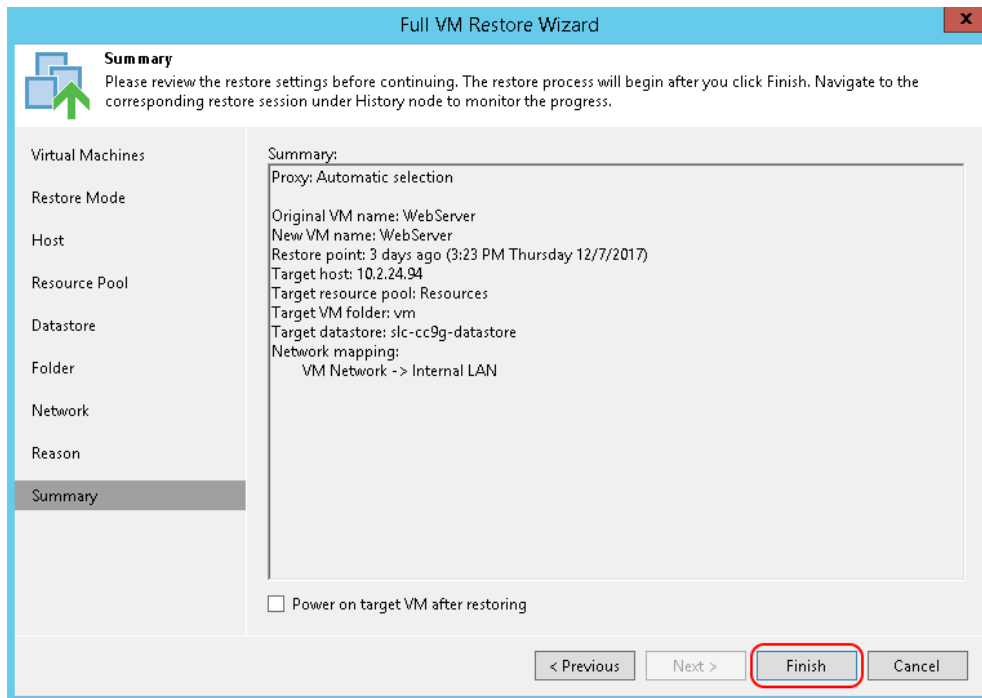 Full VM Restore Wizard
x
Summary
Please review the restore settings before continuing. The restore process will begin after you click Finish. Navigate to the
corresponding restore session under History node to monitor the progress.
Virtual Machines
Restore Mode
Host
Resource Pool
Datastore
Folder
Network
Reason
Summary
Summary:
Proxy: Automatic selection
Original VM name: WebServer
New VM name: WebServer
Restore point: 3 days ago (3:23 PM Thursday 12/7/2017)
Target host: 10.2.24.94
Target resource pool: Resources
Target VM folder: vm
Target datastore: slc-cc9g-datastore
Network mapping:
VM Network -> Internal LAN
Power on target VM after restoring
< Previous
Next >
Finish
Cancel